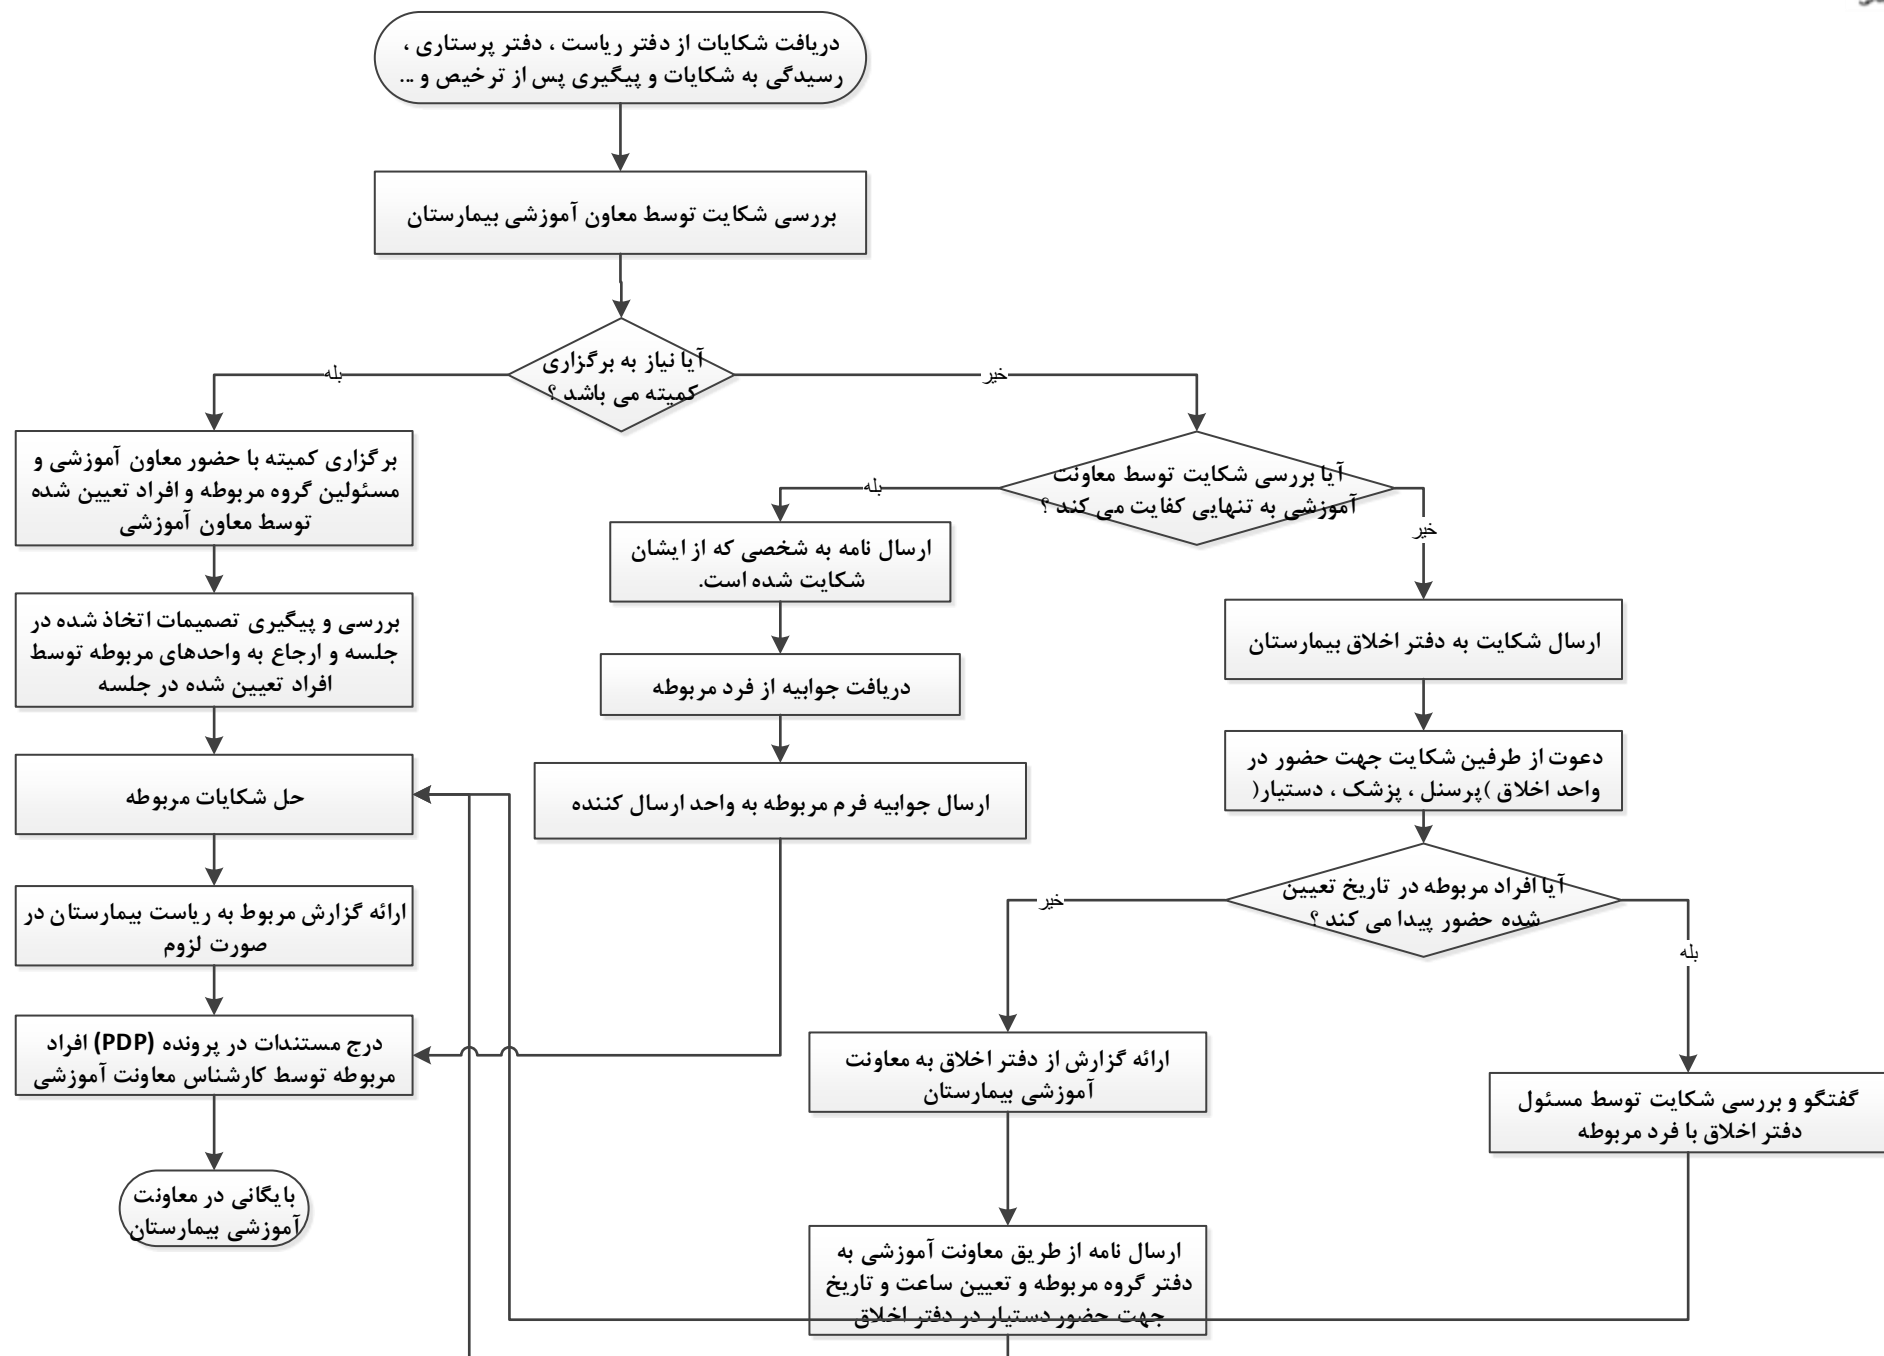 دریافت شکایات از دفتر ریاست ، دفتر پرستاری ،
رسیدگی به شکایات و پیگیری پس از ترخیص و ...
بررسی شکایت توسط معاون آموزشی بیمارستان
آیا نیاز به برگزاری
کمیته می باشد ؟
بله
خیر
برگزاری کمیته با حضور معاون آموزشی و
مسئولین گروه مربوطه و افراد تعیین شده
توسط معاون آموزشی
بررسی و پیگیری تصمیمات اتخاذ شده در
جلسه و ارجاع به واحدهای مربوطه توسط
افراد تعیین شده در جلسه
حل شکایات مربوطه
ارائه گزارش مربوط به ریاست بیمارستان در
صورت لزوم
درج مستندات در پرونده (PDP) افراد
مربوطه توسط کارشناس معاونت آموزشی
بایگانی در معاونت
آموزشی بیمارستان
آیا بررسی شکایت توسط معاونت
آموزشی به تنهایی کفایت می کند ؟
بله
خیر
ارسال نامه به شخصی که از ایشان
شکایت شده است.
دریافت جوابیه از فرد مربوطه
ارسال جوابیه فرم مربوطه به واحد ارسال کننده
ارسال شکایت به دفتر اخلاق بیمارستان
دعوت از طرفین شکایت جهت حضور در
واحد اخلاق )پرسنل ، پزشک ، دستیار(
آیا افراد مربوطه در تاریخ تعیین
شده حضور پیدا می کند ؟
خیر
بله
ارائه گزارش از دفتر اخلاق به معاونت
آموزشی بیمارستان
ارسال نامه از طریق معاونت آموزشی به
دفتر گروه مربوطه و تعیین ساعت و تاریخ
جهت حضور دستیار در دفتر اخلاق
گفتگو و بررسی شکایت توسط مسئول
دفتر اخلاق با فرد مربوطه